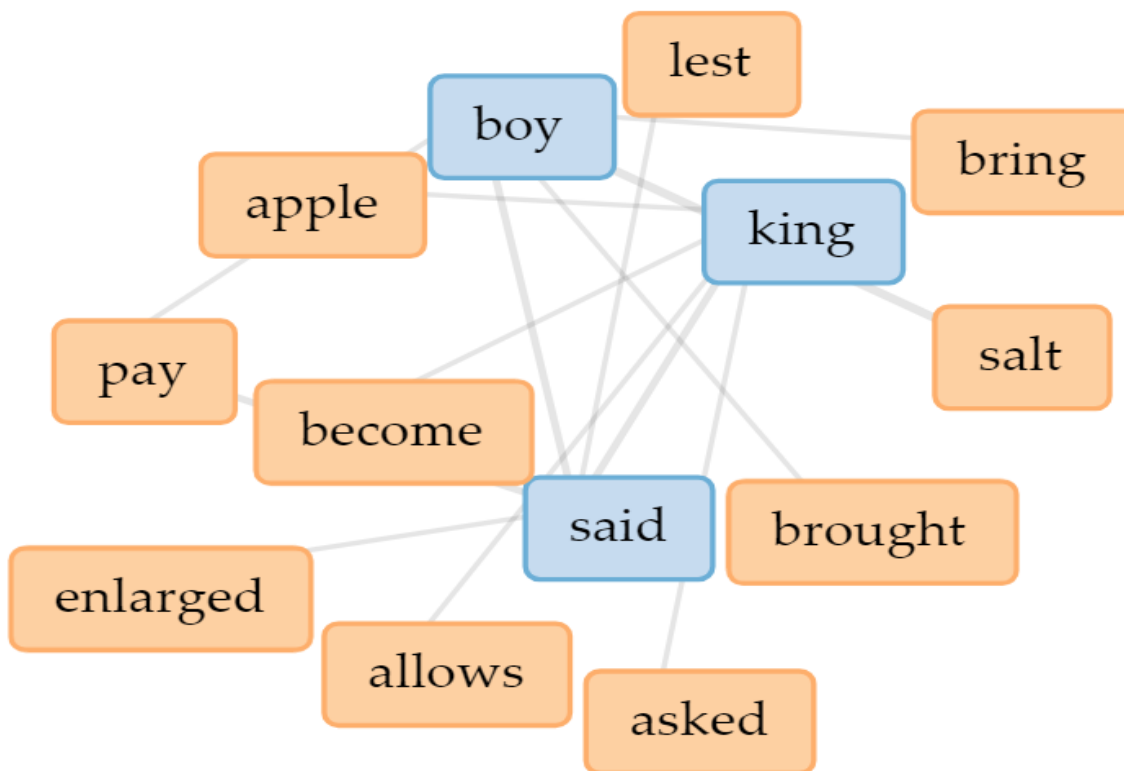 lest
boy
bring
apple
king
salt
pay
become
said
brought
enlarged
allows
asked